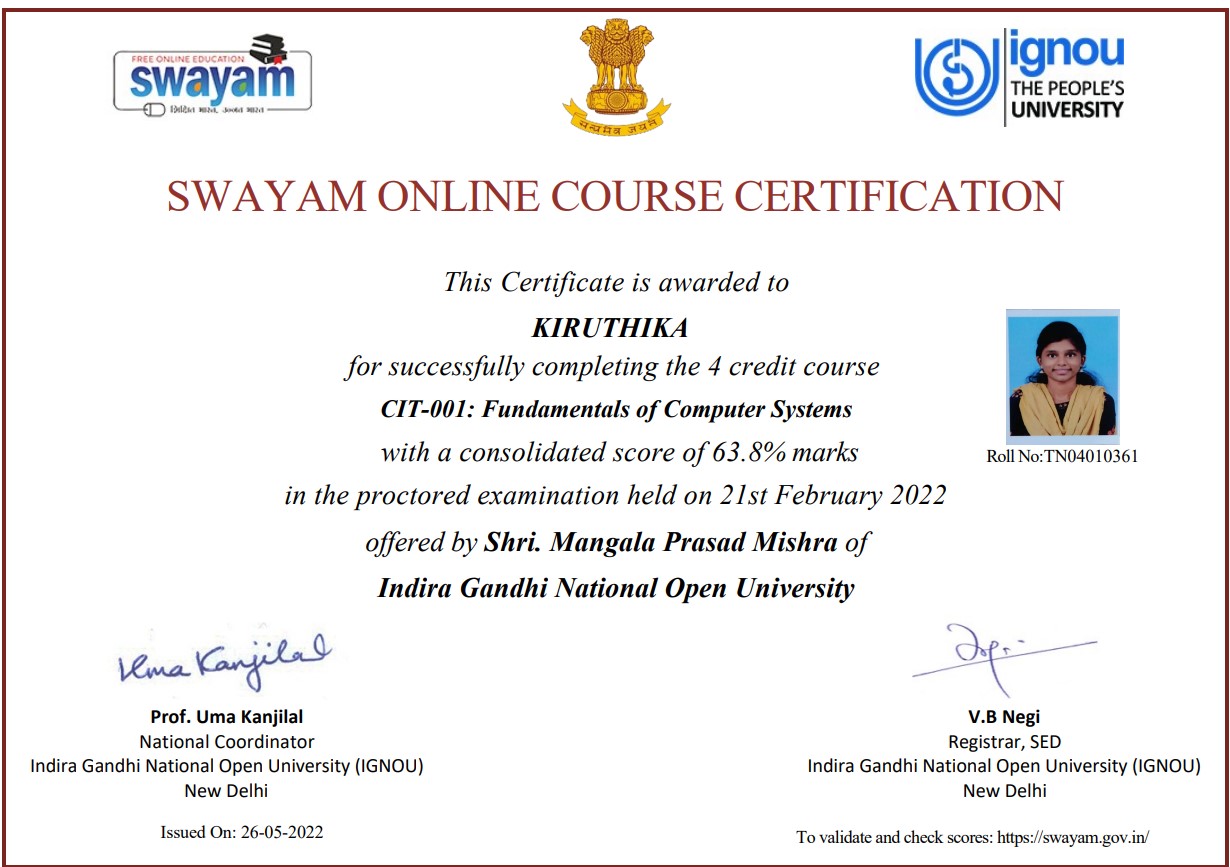 FREE ONLINE EDUCATION
swayam
शिक्षित भारत, उन्नत भारत
सत्यमेव जयते
ignou
THE PEOPLE'S
UNIVERSITY
SWAYAM ONLINE COURSE CERTIFICATION
This Certificate is awarded to
KIRUTHIKA
for successfully completing the 4 credit course
CIT-001: Fundamentals of Computer Systems
with a consolidated score of 63.8% marks
Roll No:TN04010361
in the proctored examination held on 21st February 2022
offered by Shri. Mangala Prasad Mishra of
Indira Gandhi National Open University
Uma Kanjilal
Prof. Uma Kanjilal
National Coordinator
Indira Gandhi National Open University (IGNOU)
New Delhi
V.B Negi
Registrar, SED
Indira Gandhi National Open University (IGNOU)
New Delhi
Issued On: 26-05-2022
To validate and check scores: https://swayam.gov.in/